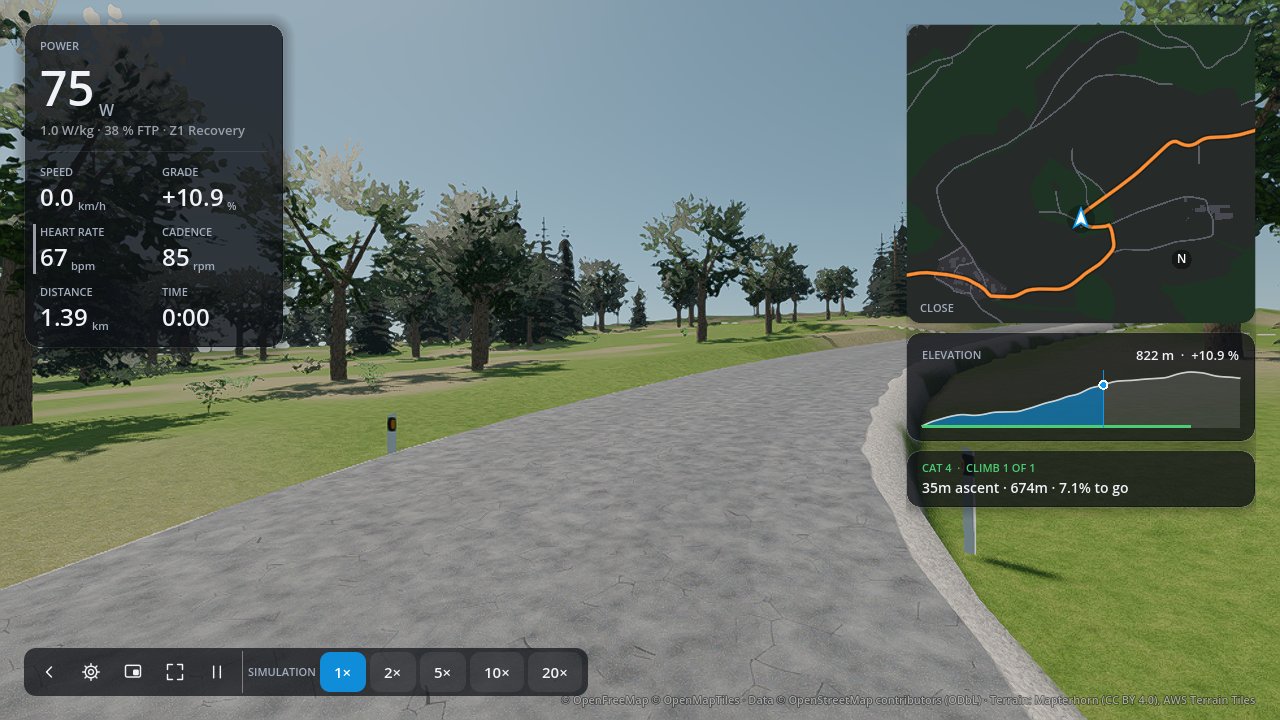 POWER
75 W
1.0 W/kg · 38 % FTP · Z1 Recovery
SPEED
0.0 km/h
GRADE
+10.9 %
HEART RATE
67 bpm
CADENCE
85 rpm
DISTANCE
1.39 km
TIME
0:00
N
CLOSE
ELEVATION
822 m · +10.9 %
CAT 4 · CLIMB 1 OF 1
35m ascent · 674m · 7.1% to go
SIMULATION 1× 2× 5× 10× 20×
© OpenFreeMap © OpenMapTiles · Data © OpenStreetMap contributors (ODbL) · Terrain: Mapterhorn (CC BY 4.0), AWS Terrain Tiles